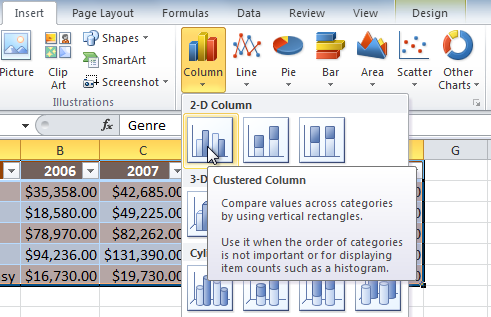 Insert Page Layout Formulas Data Review View Design
Picture Clip Art Shapes SmartArt Screenshot Column Line Pie Bar Area Scatter Other Charts
Illustrations
fx Genre
2-D Column
B C G
2006 2007
Clustered Column
3-D
$35,358.00 $42,685.00
Compare values across categories
by using vertical rectangles.
$18,580.00 $49,225.00
$78,970.00 $82,262.00
Use it when the order of categories
is not important or for displaying
item counts such as a histogram.
$94,236.00 $131,390.00
$16,730.00 $19,730.00